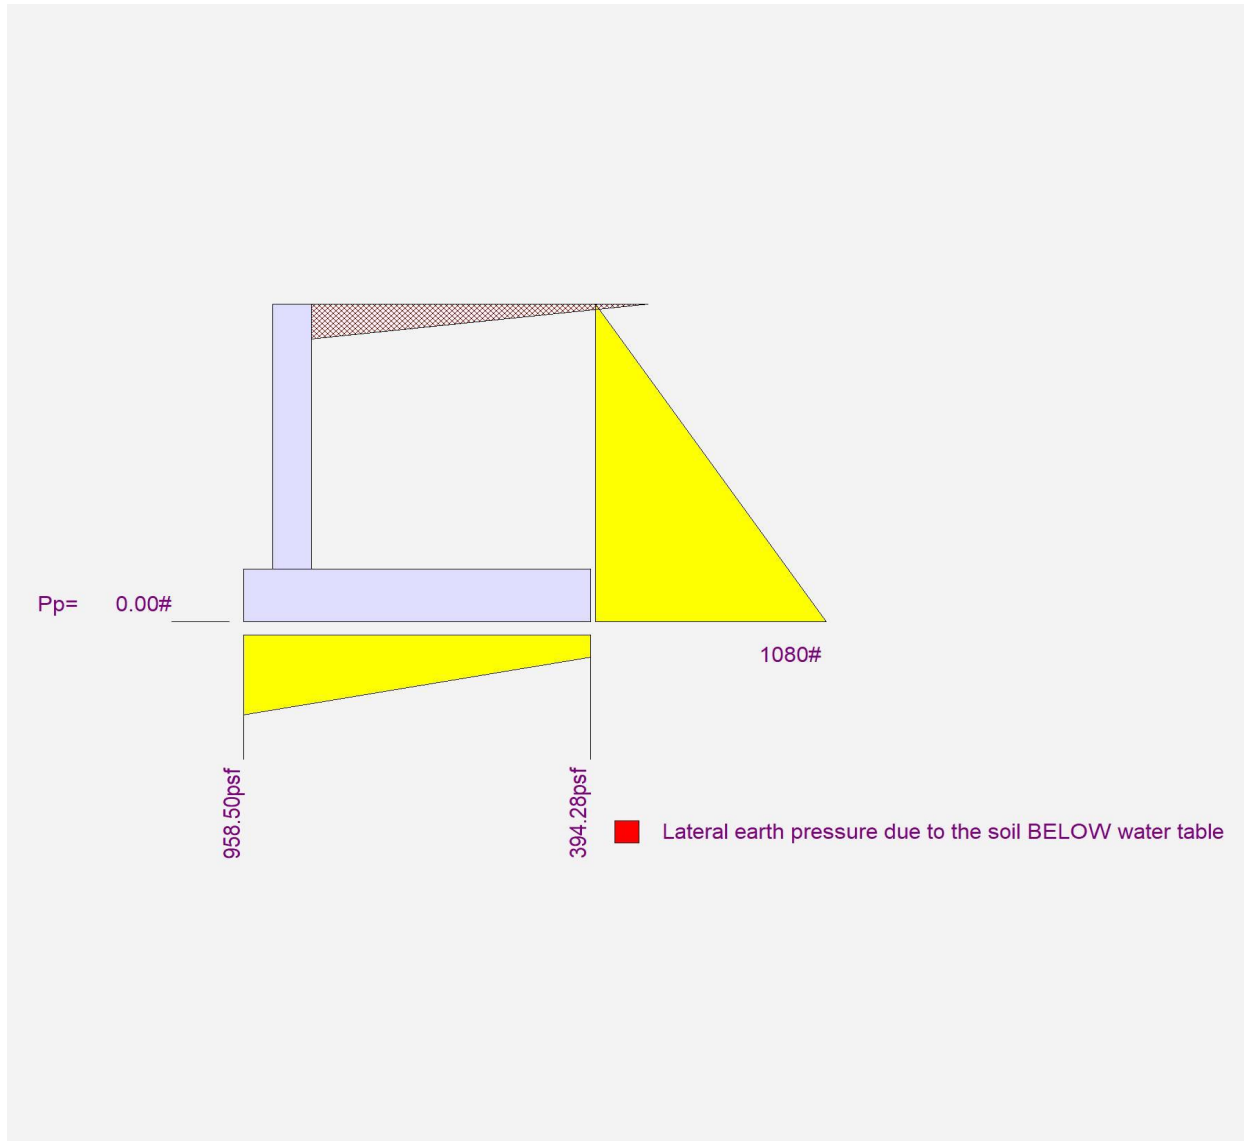 Pp= 0.00#
1080#
958.50psf
394.28psf
Lateral earth pressure due to the soil BELOW water table